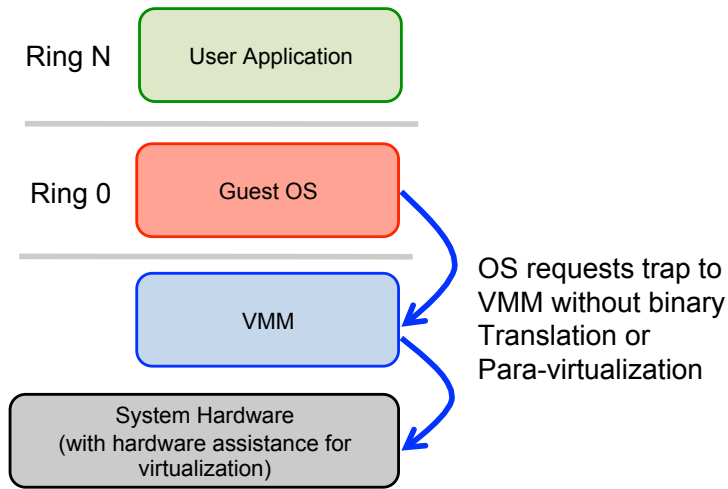 Ring N
User Application
Ring 0
Guest OS
OS requests trap to
VMM without binary
Translation or
Para-virtualization
VMM
System Hardware
(with hardware assistance for
virtualization)